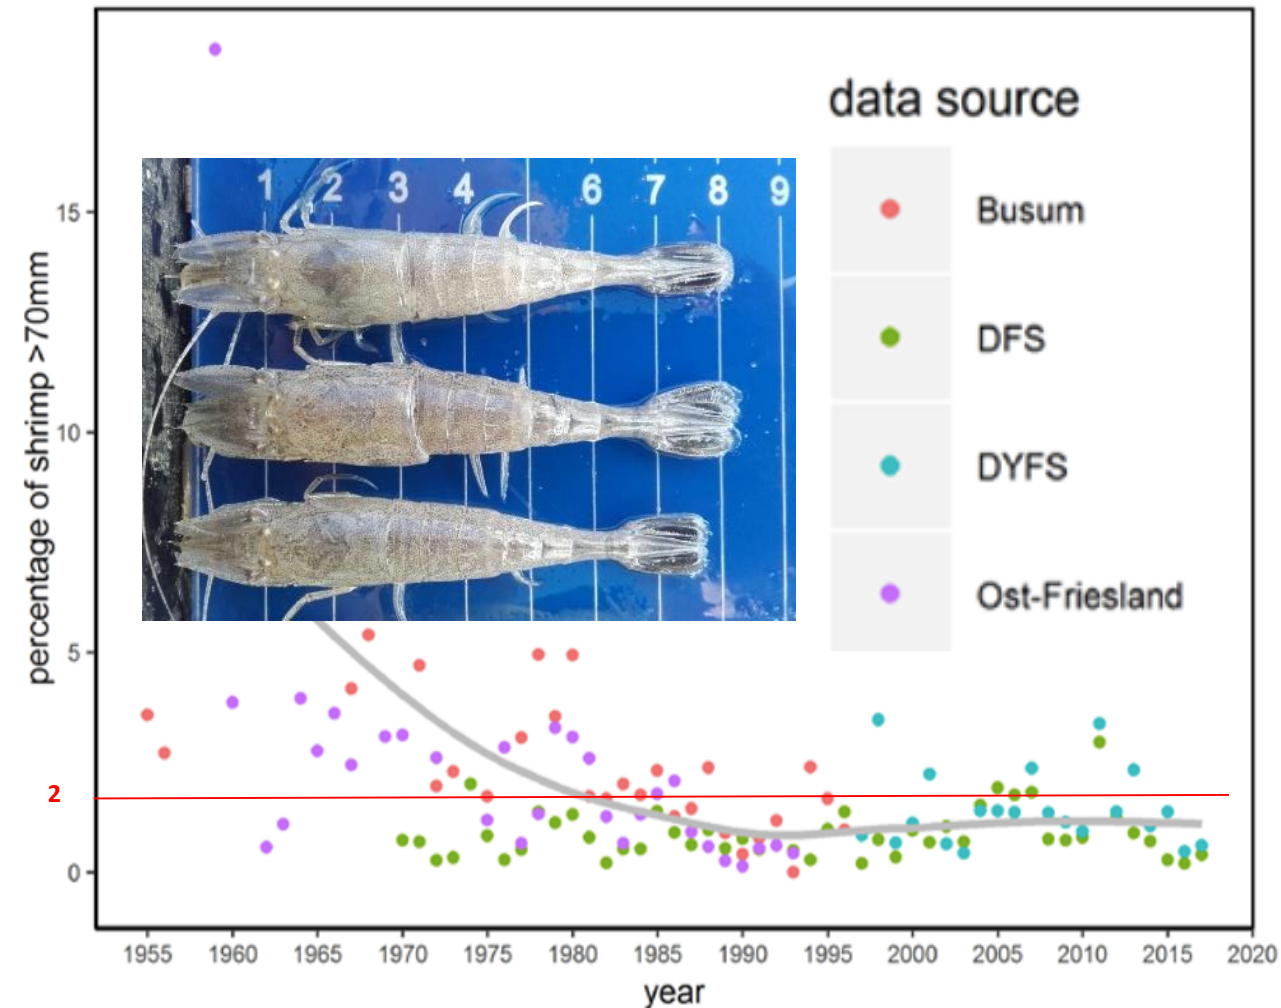 data source
Busum
DFS
DYFS
Ost-Friesland
1 2 3 4 6 7 8 9
percentage of shrimp >70mm
15
10
5
2
0
1955 1960 1965 1970 1975 1980 1985 1990 1995 2000 2005 2010 2015 2020
year